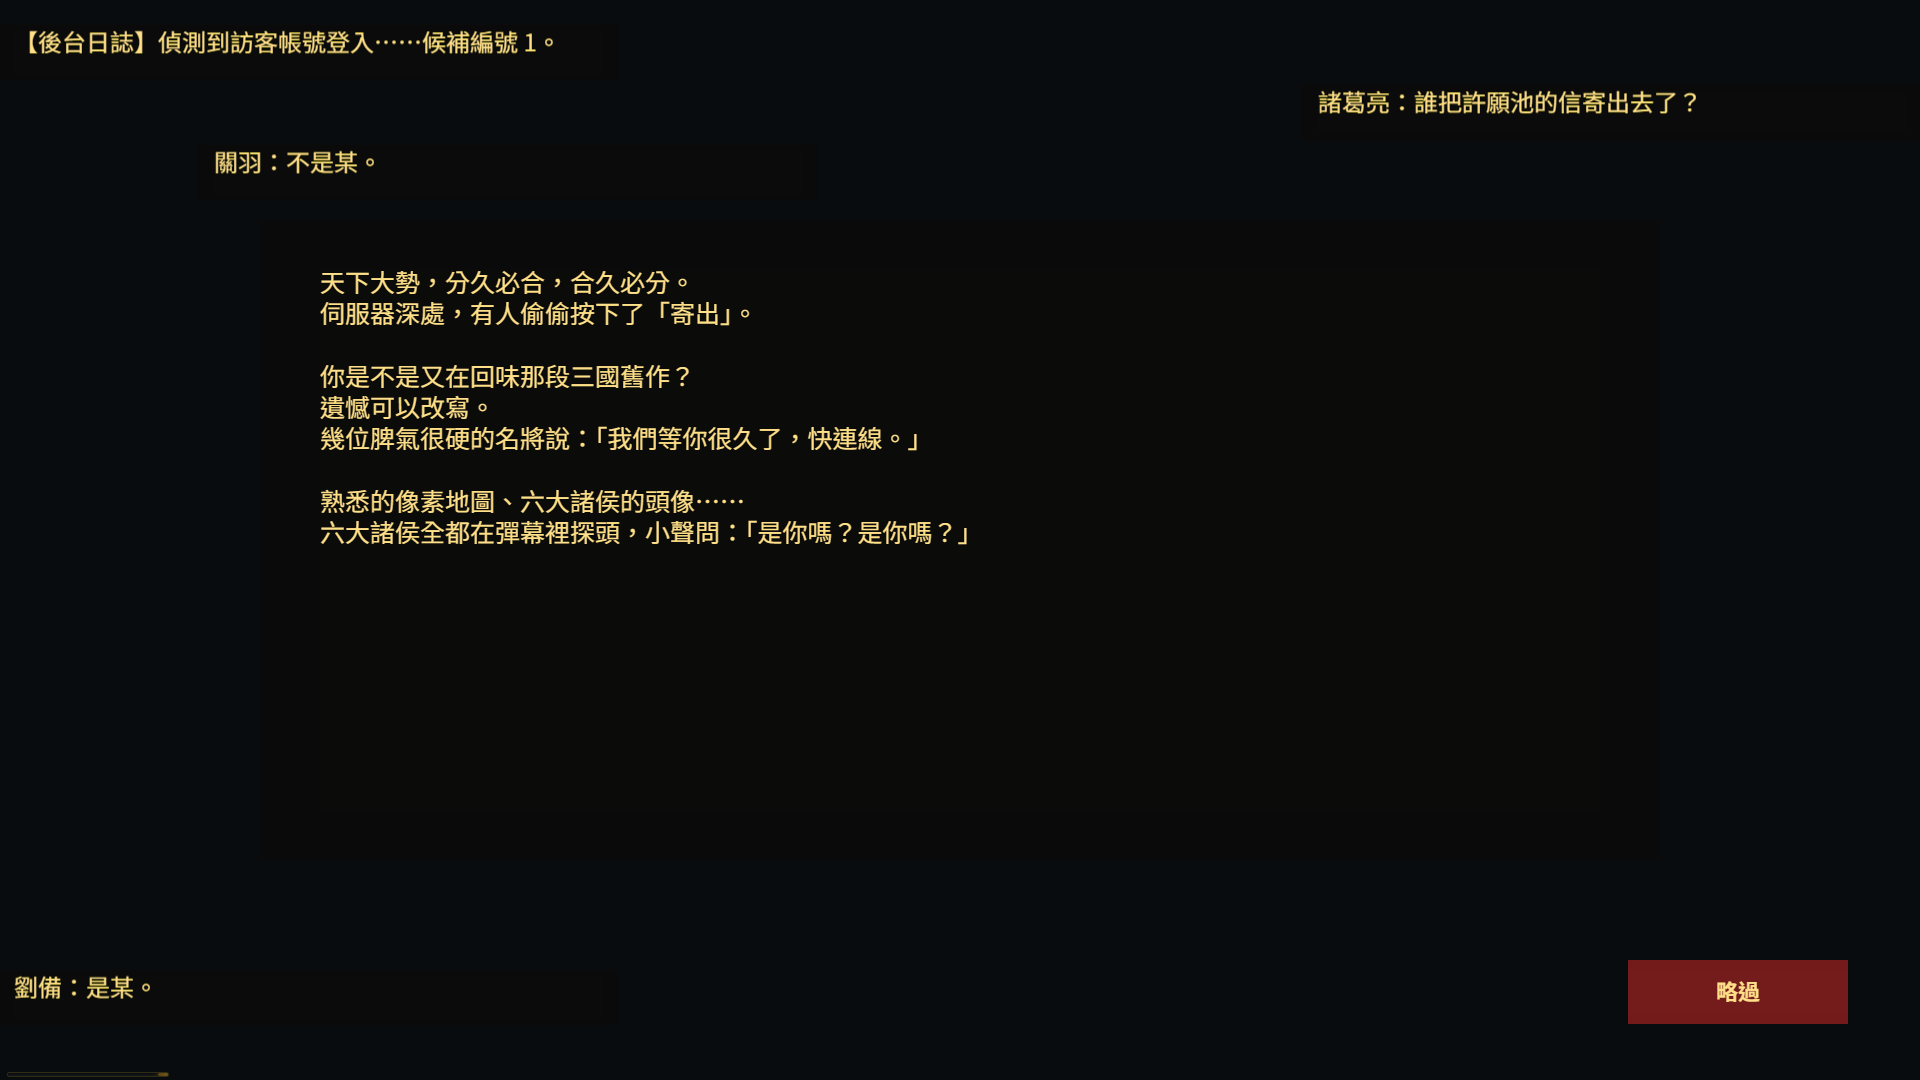 【後台日誌】偵測到訪客帳號登入……候補編號 1。
諸葛亮：誰把許願池的信寄出去了？
關羽：不是某。
天下大勢，分久必合，合久必分。
伺服器深處，有人偷偷按下了「寄出」。
你是不是又在回味那段三國舊作？
遺憾可以改寫。
幾位脾氣很硬的名將說：「我們等你很久了，快連線。」
熟悉的像素地圖、六大諸侯的頭像……
六大諸侯全都在彈幕裡探頭，小聲問：「是你嗎？是你嗎？」
劉備：是某。
略過